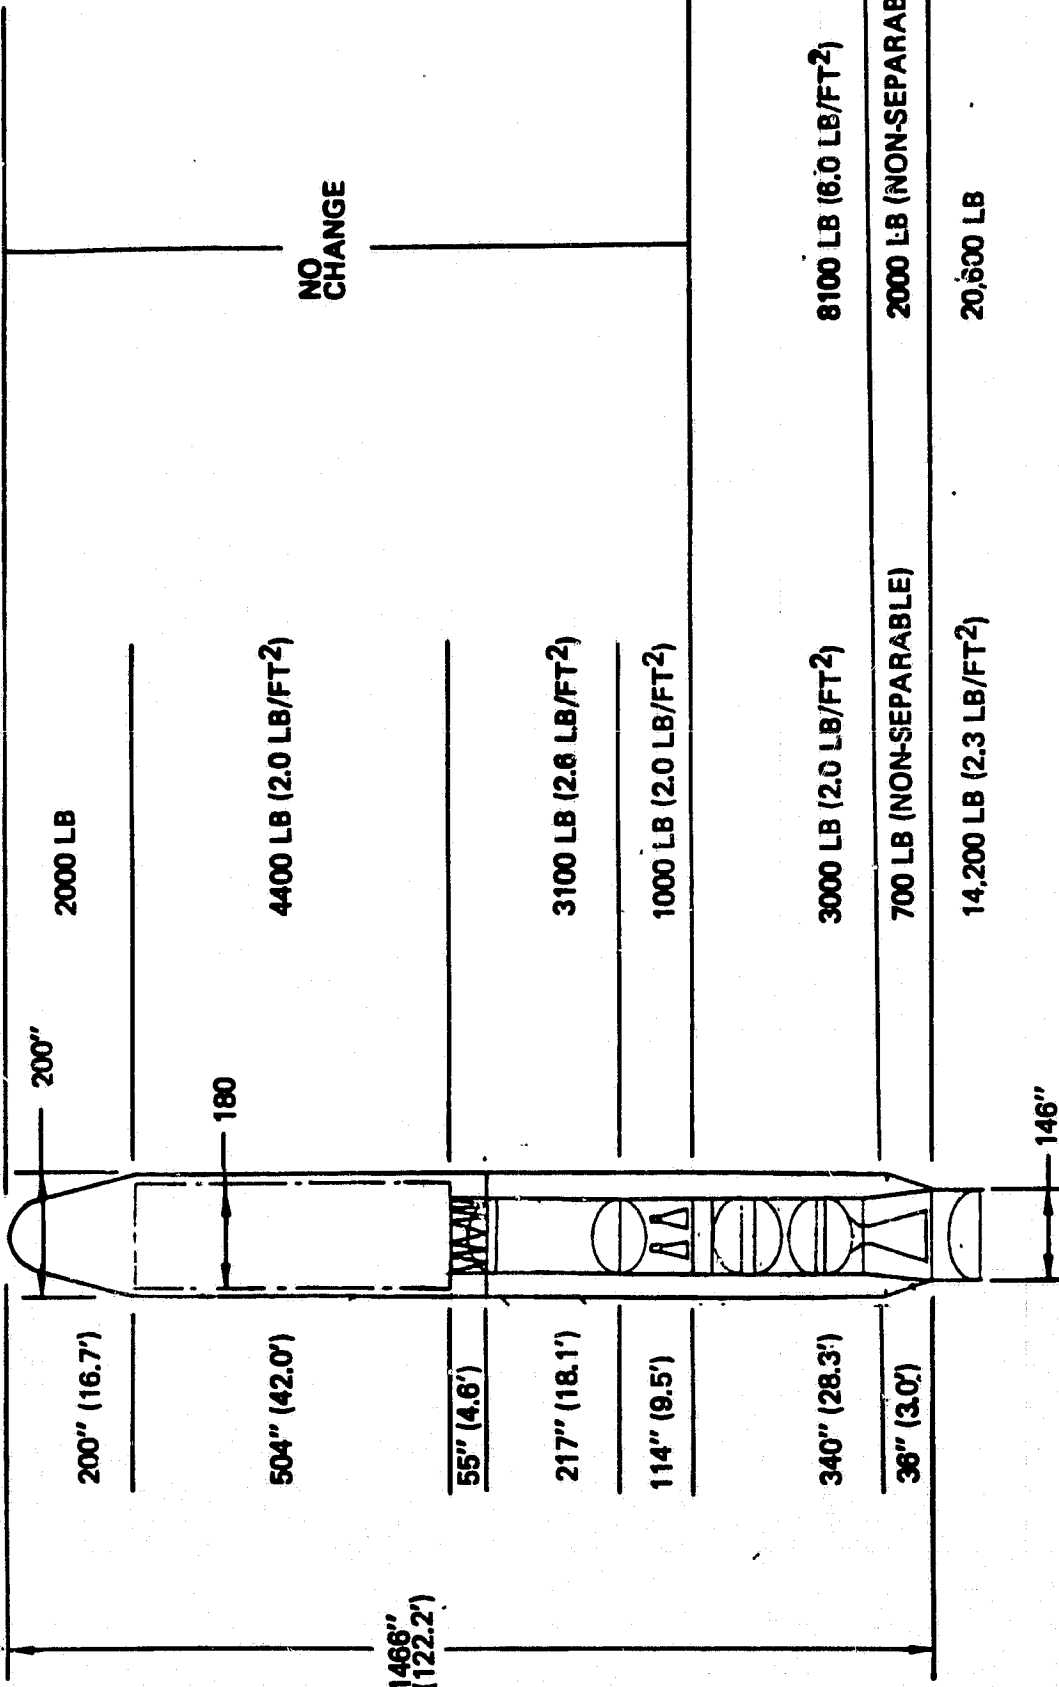 1466"
(122.2')
200" (16.7')
504" (42.0')
55" (4.6')
217" (18.1')
114" (9.5')
340" (28.3')
36" (3.0')
200"
180
146"
2000 LB
4400 LB (2.0 LB/FT²)
3100 LB (2.6 LB/FT²)
1000 LB (2.0 LB/FT²)
3000 LB (2.0 LB/FT²)
700 LB (NON-SEPARABLE)
14,200 LB (2.3 LB/FT²)
NO
CHANGE
8100 LB (6.0 LB/FT²)
2000 LB (NON-SEPARAB
20,600 LB